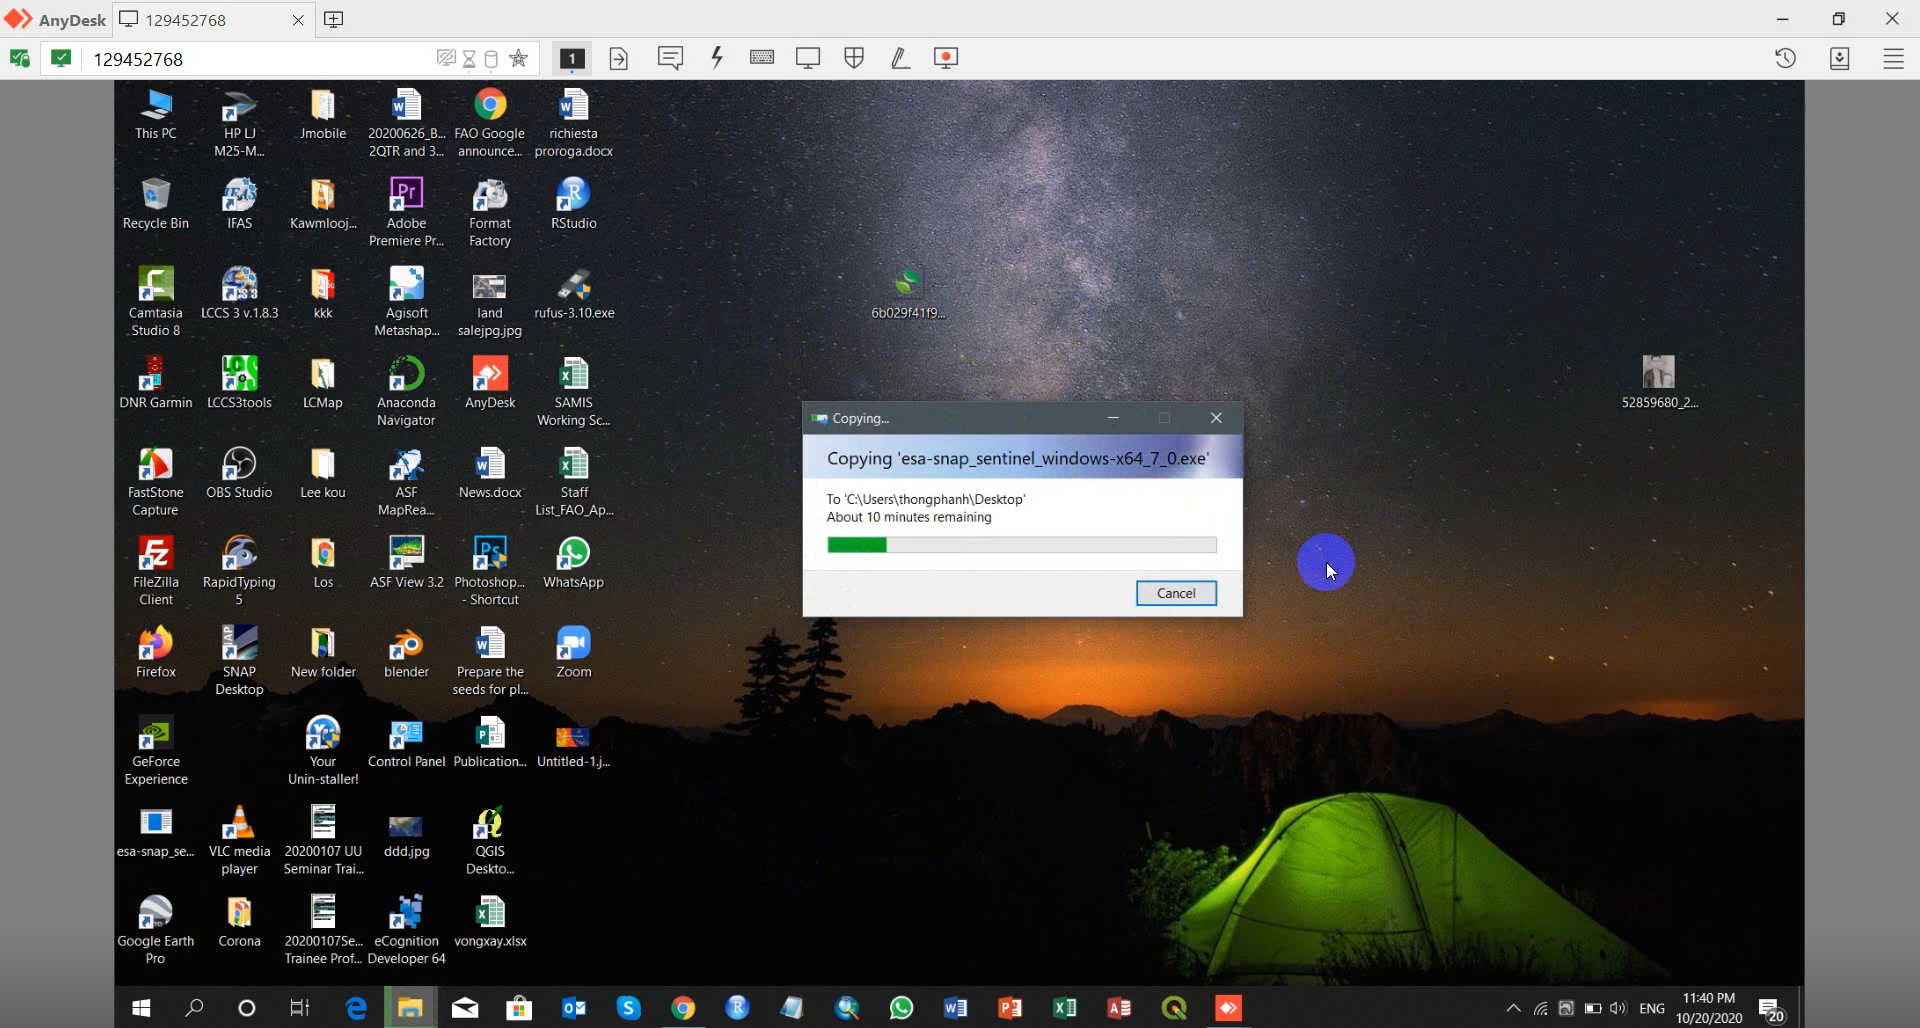 AnyDesk
129452768
129452768
1
This PC
HP LJ
M25-M...
Jmobile
20200626_B...
2QTR and 3...
FAO Google
announce...
richiesta
proroga.docx
Recycle Bin
IFAS
Kawmlooj...
Adobe
Premiere Pr...
Format
Factory
RStudio
Camtasia
Studio 8
LCCS 3 v.1.8.3
kkk
Agisoft
Metashap...
land
salejpg.jpg
rufus-3.10.exe
6b029f41f9...
DNR Garmin
LCCS3tools
LCMap
Anaconda
Navigator
AnyDesk
SAMIS
Working Sc...
52859680_2...
FastStone
Capture
OBS Studio
Lee kou
ASF
MapRea...
News.docx
Staff
List_FAO_Ap...
Copying...
Copying 'esa-snap_sentinel_windows-x64_7_0.exe'
To 'C:\Users\thongphanh\Desktop'
About 10 minutes remaining
Cancel
FileZilla
Client
RapidTyping
5
Los
ASF View 3.2
Photoshop...
- Shortcut
WhatsApp
Firefox
SNAP
Desktop
New folder
blender
Prepare the
seeds for pl...
Zoom
GeForce
Experience
Your
Unin-staller!
Control Panel
Publication...
Untitled-1.j...
esa-snap_se...
VLC media
player
20200107 UU
Seminar Trai...
ddd.jpg
QGIS
Deskto...
Google Earth
Pro
Corona
20200107Se...
Trainee Prof...
eCognition
Developer 64
vongxay.xlsx
ENG
11:40 PM
10/20/2020
20